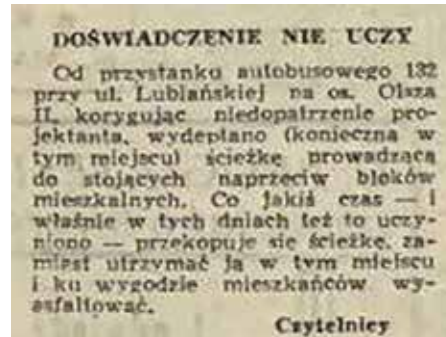 DOŚWIADCZENIE NIE UCZY
Od przystanku autobusowego 132
przy ul. Lublańskiej na os. Olsza
II, korygując niedopatrzenie pro-
jektanta, wydeptano (konieczną w
tym miejscu) ścieżkę prowadzącą
do stojących naprzeciw bloków
mieszkalnych. Co jakiś czas — i
właśnie w tych dniach też to uczy-
niono — przekopuje się ścieżkę, za-
miast utrzymać ją w tym miejscu
i ku wygodzie mieszkańców wy-
asfaltować.
Czytelnicy